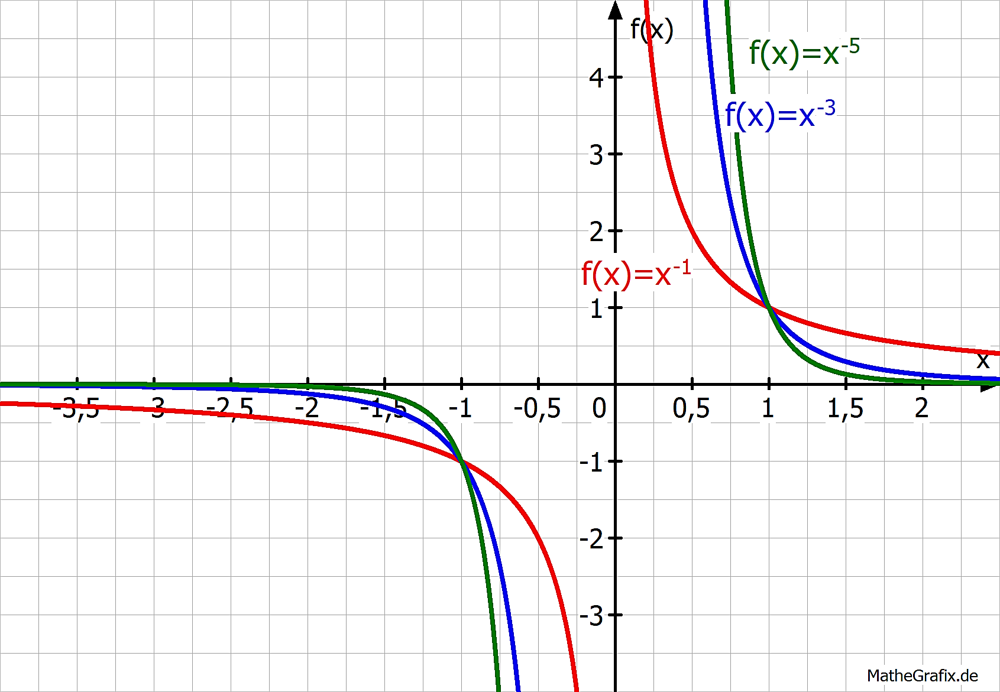 f(x)
f(x)=x⁻⁵
4
f(x)=x⁻³
3
2
f(x)=x⁻¹
1
x
-3,5 -3 -2,5 -2 -1,5 -1 -0,5 0 0,5 1 1,5 2
-1
-2
-3
MatheGrafix.de